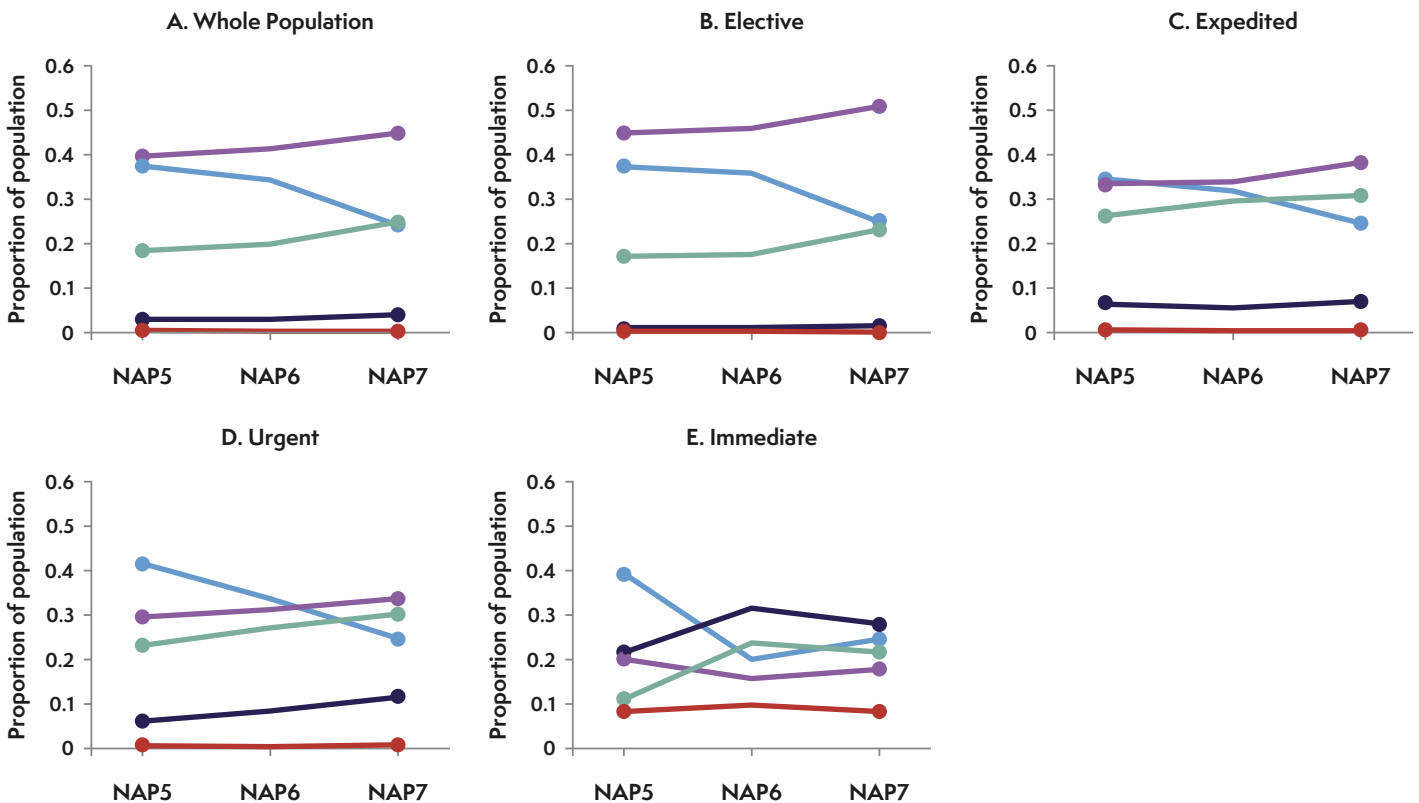 A. Whole Population
Proportion of population
0.6
0.5
0.4
0.3
0.2
0.1
0
NAP5 NAP6 NAP7
B. Elective
Proportion of population
0.6
0.5
0.4
0.3
0.2
0.1
0
NAP5 NAP6 NAP7
C. Expedited
Proportion of population
0.6
0.5
0.4
0.3
0.2
0.1
0
NAP5 NAP6 NAP7
D. Urgent
Proportion of population
0.6
0.5
0.4
0.3
0.2
0.1
0
NAP5 NAP6 NAP7
E. Immediate
Proportion of population
0.6
0.5
0.4
0.3
0.2
0.1
0
NAP5 NAP6 NAP7